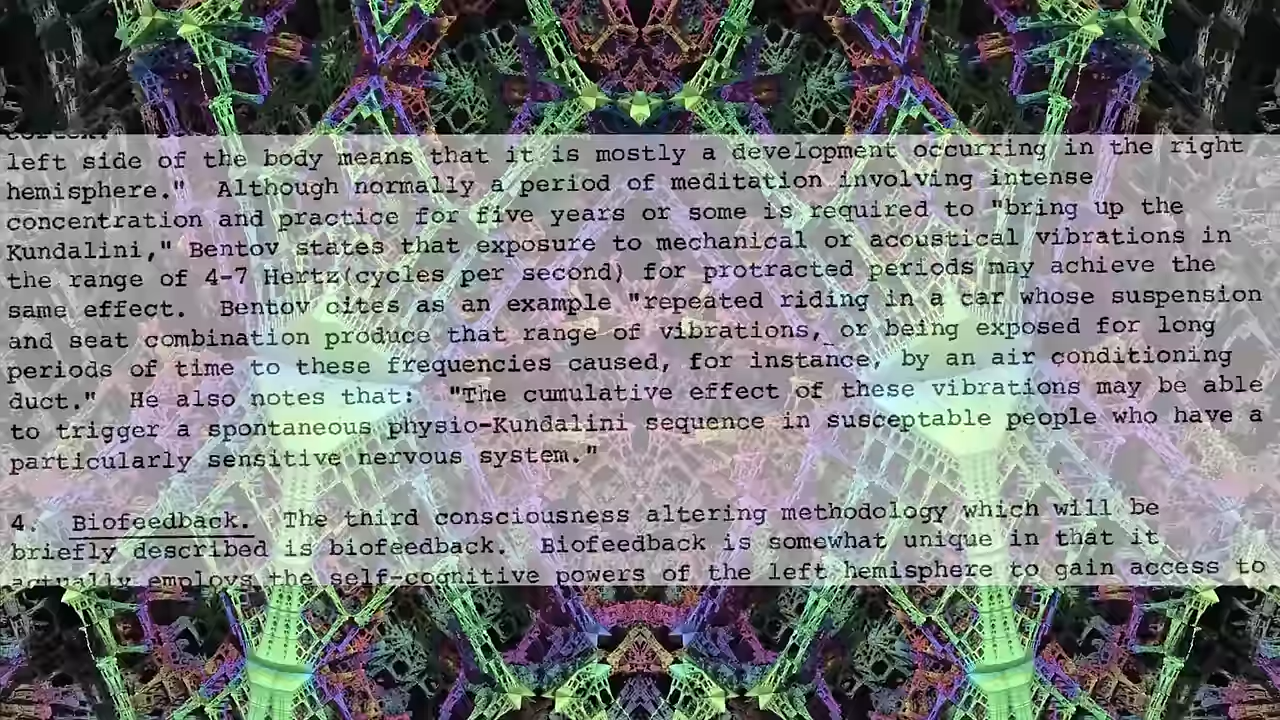 cortex.
left side of the body means that it is mostly a development occurring in the right
hemisphere."  Although normally a period of meditation involving intense
concentration and practice for five years or some is required to "bring up the
Kundalini," Bentov states that exposure to mechanical or acoustical vibrations in
the range of 4-7 Hertz(cycles per second) for protracted periods may achieve the
same effect.  Bentov cites as an example "repeated riding in a car whose suspension
and seat combination produce that range of vibrations, or being exposed for long
periods of time to these frequencies caused, for instance, by an air conditioning
duct."  He also notes that:  "The cumulative effect of these vibrations may be able
to trigger a spontaneous physio-Kundalini sequence in susceptable people who have a
particularly sensitive nervous system."
4.  Biofeedback.  The third consciousness altering methodology which will be
briefly described is biofeedback.  Biofeedback is somewhat unique in that it
actually employs the self-cognitive powers of the left hemisphere to gain access to